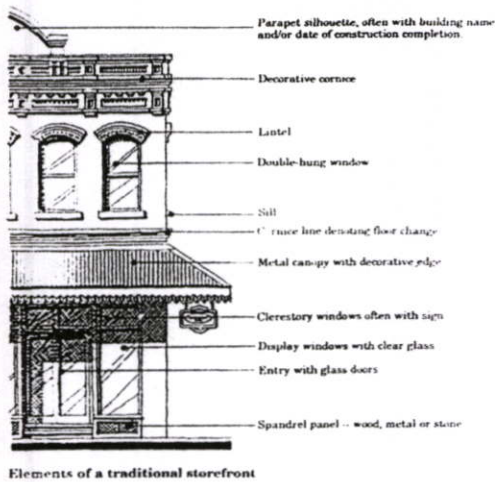 Parapet silhouette, often with building name
and/or date of construction completion.
Decorative cornice
Lintel
Double-hung window
Sill
Cornice line denoting floor change
Metal canopy with decorative edge
Clerestory windows often with sign
Display windows with clear glass
Entry with glass doors
Spandrel panel -- wood, metal or stone
Elements of a traditional storefront